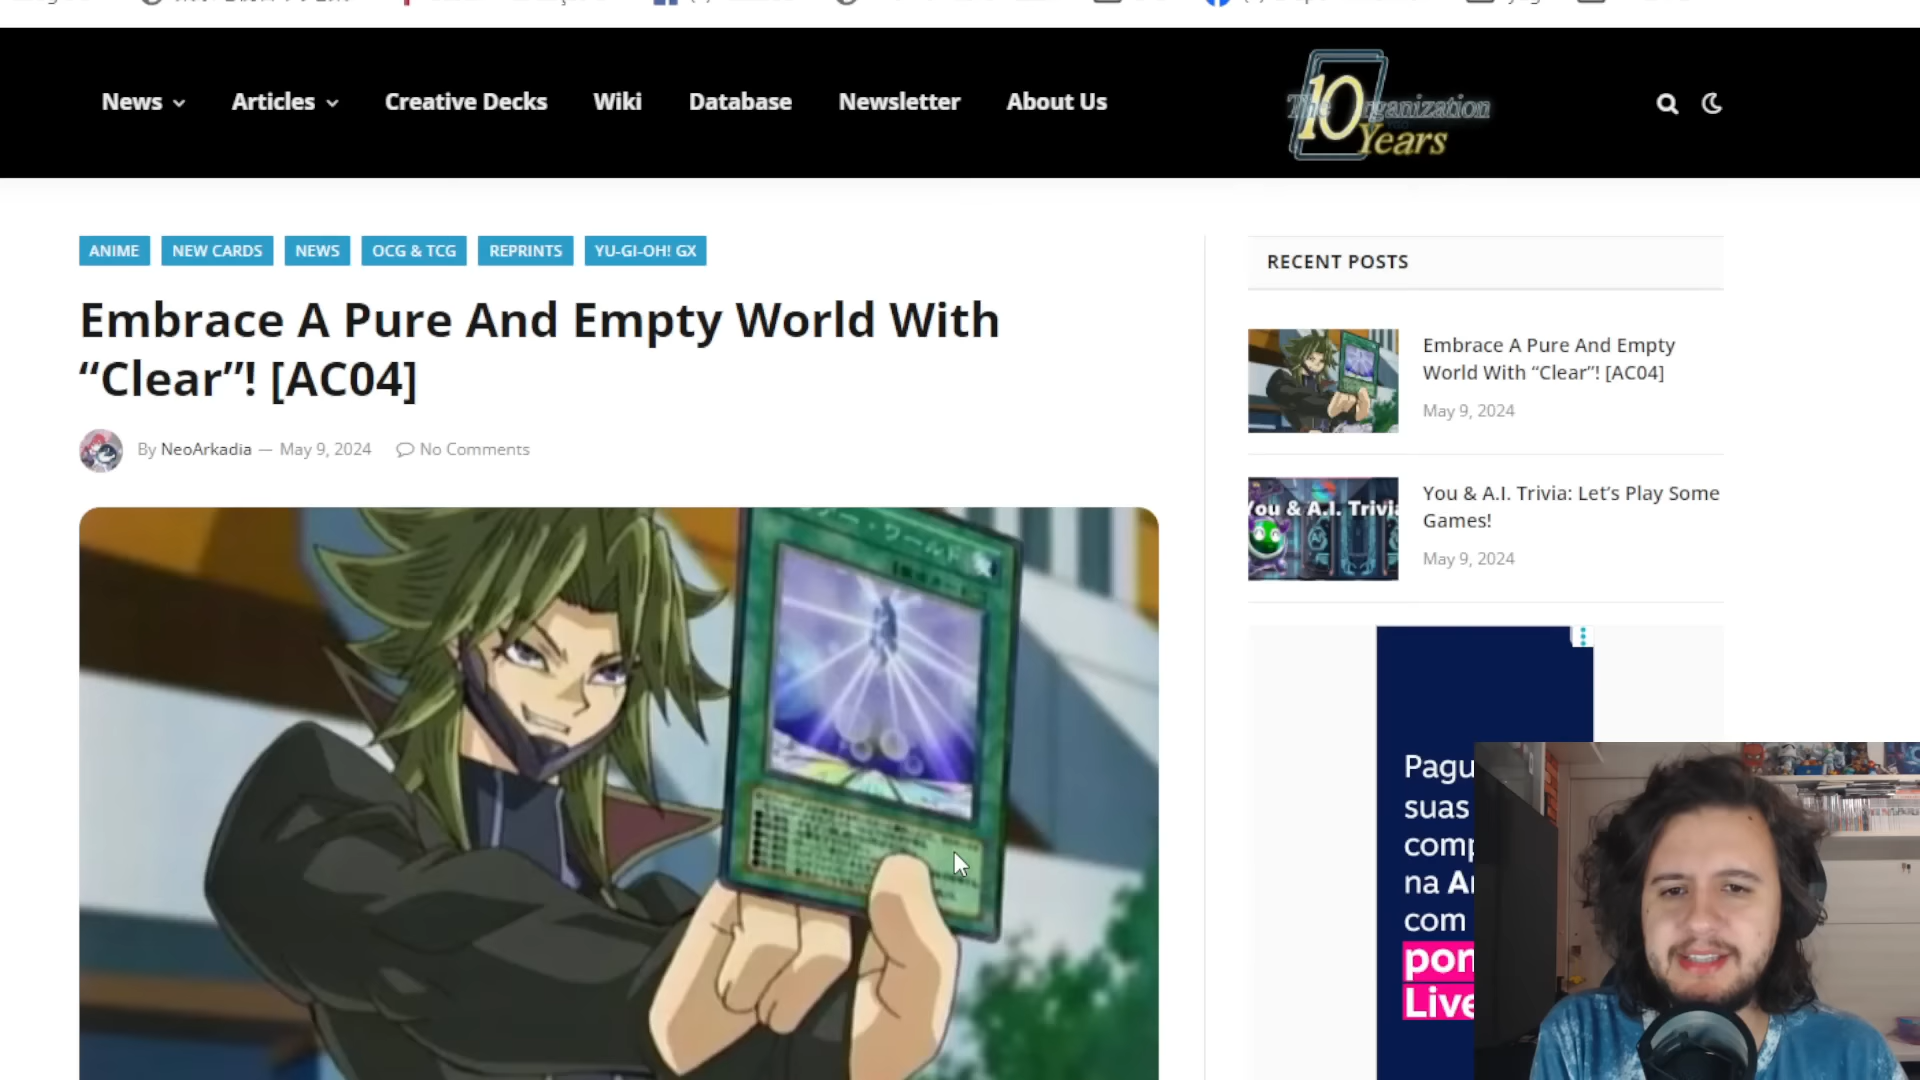 News
Articles
Creative Decks
Wiki
Database
Newsletter
About Us
The 10 Organization
Years
ANIME
NEW CARDS
NEWS
OCG & TCG
REPRINTS
YU-GI-OH! GX
Embrace A Pure And Empty World With
“Clear”! [AC04]
By NeoArkadia — May 9, 2024
No Comments
RECENT POSTS
Embrace A Pure And Empty
World With “Clear”! [AC04]
May 9, 2024
You & A.I. Trivia
You & A.I. Trivia: Let’s Play Some
Games!
May 9, 2024
Pagu
suas
comp
na A
com
pon
Live